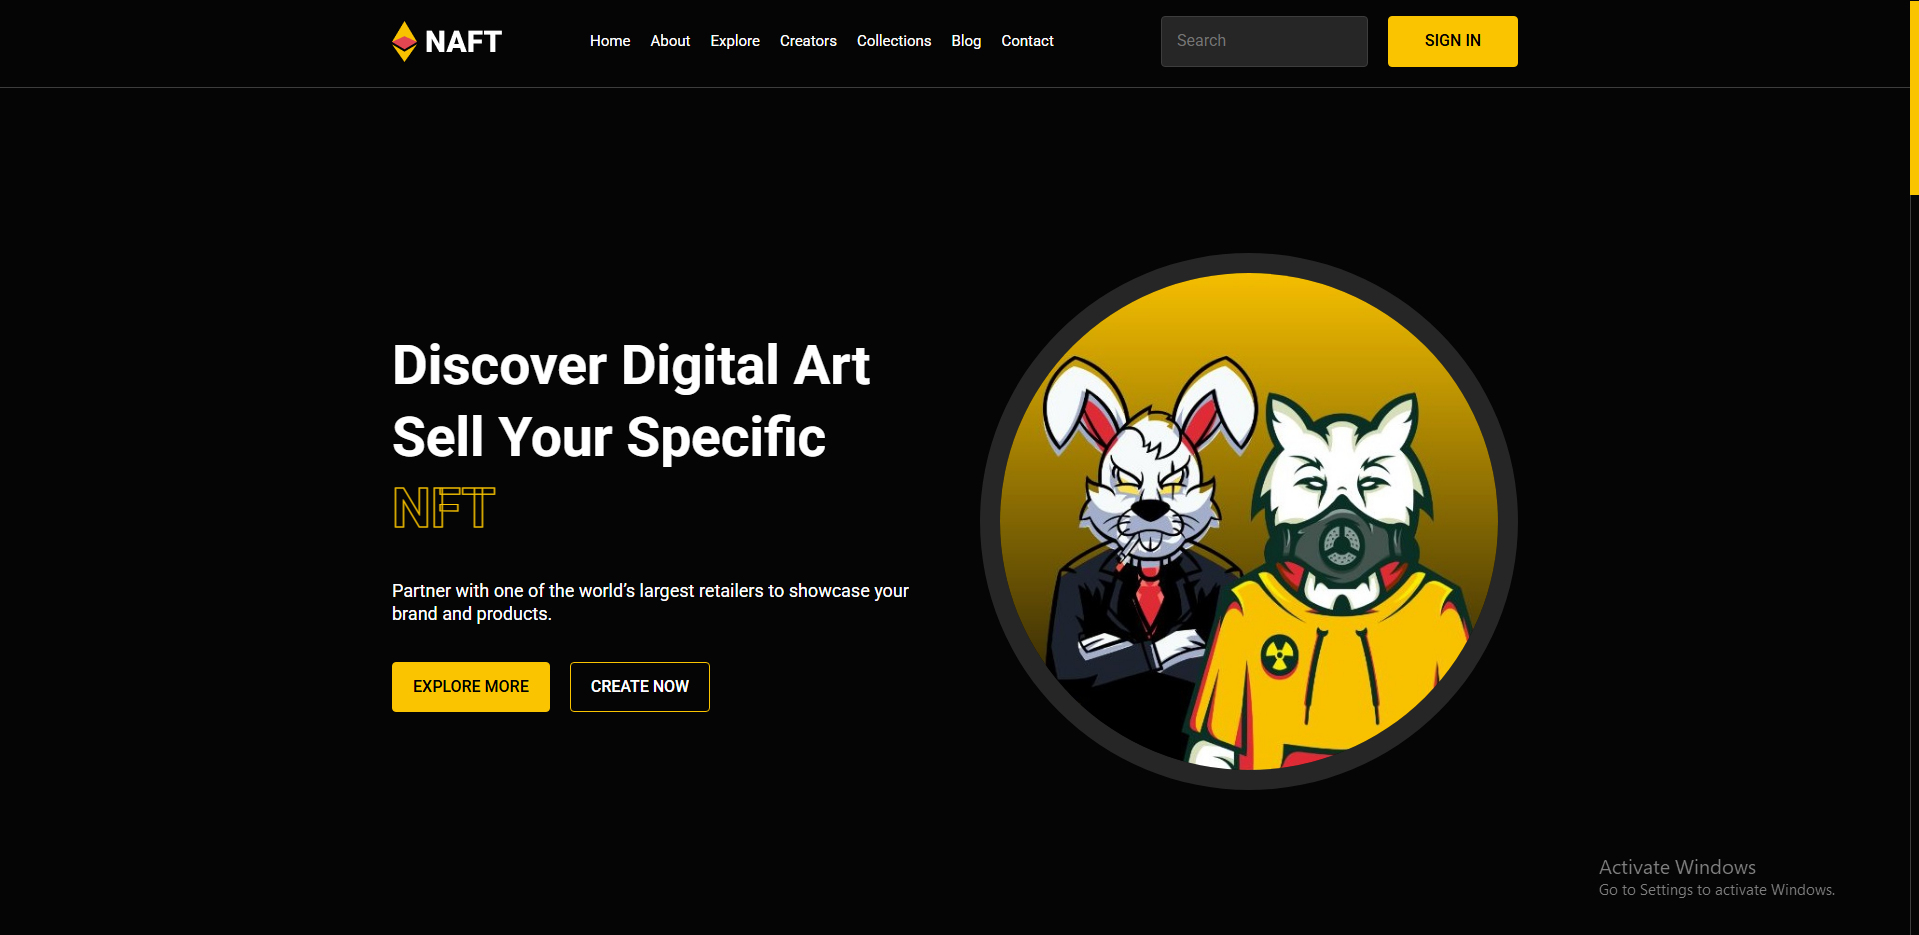 NAFT
Home About Explore Creators Collections Blog Contact
Search
SIGN IN
Discover Digital Art
Sell Your Specific
NFT
Partner with one of the world’s largest retailers to showcase your
brand and products.
EXPLORE MORE
CREATE NOW
Activate Windows
Go to Settings to activate Windows.